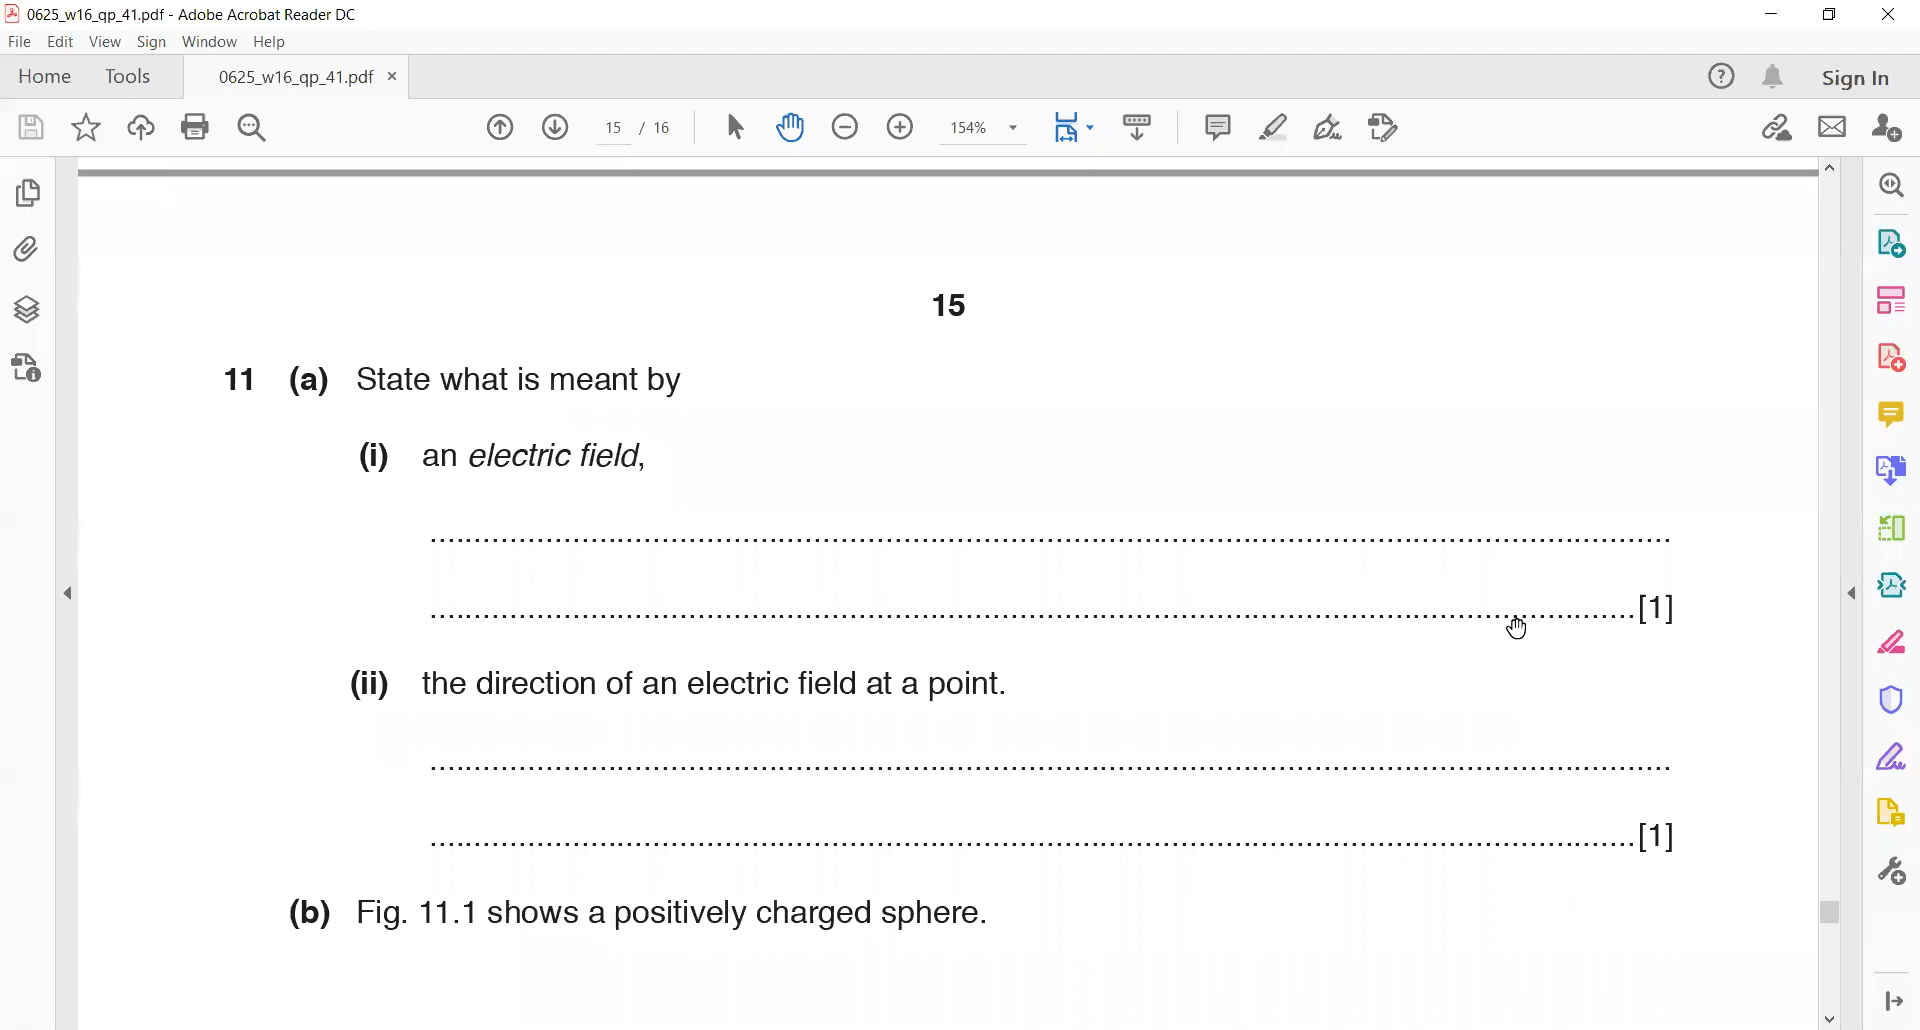 0625_w16_qp_41.pdf - Adobe Acrobat Reader DC
File Edit View Sign Window Help
Home Tools 0625_w16_qp_41.pdf × Sign In
15 / 16 154%
15
11 (a) State what is meant by
(i) an electric field,
[1]
(ii) the direction of an electric field at a point.
[1]
(b) Fig. 11.1 shows a positively charged sphere.